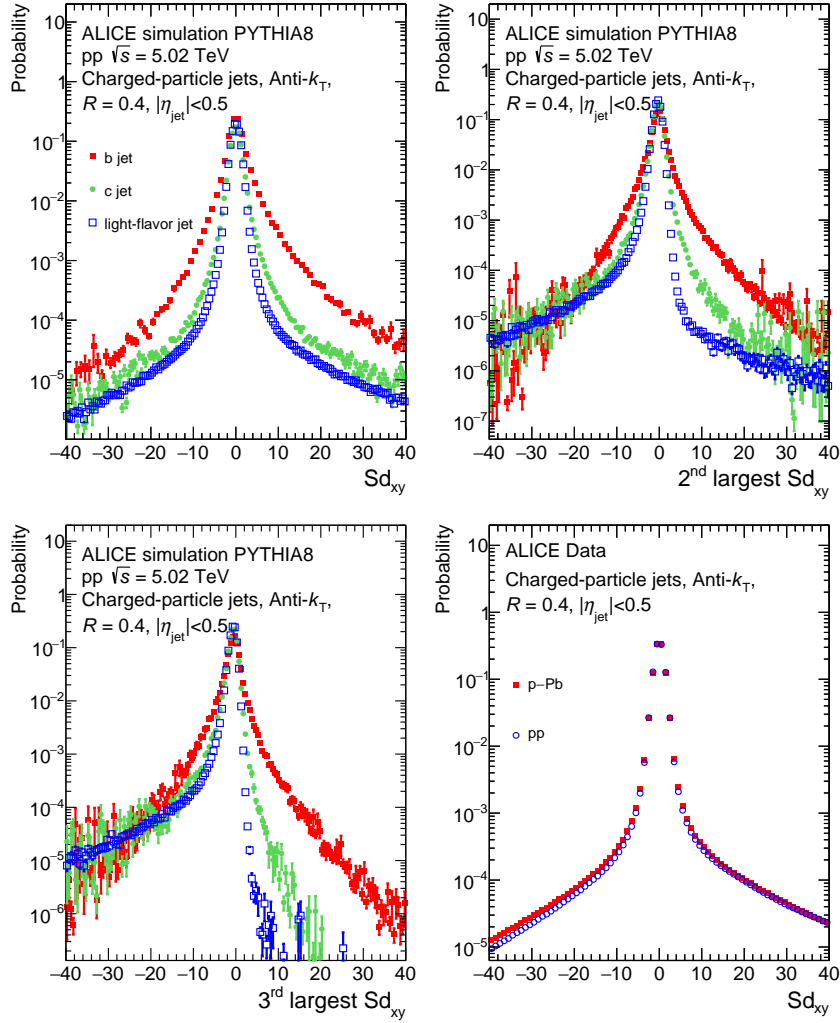 Probability
10
1
10⁻¹
10⁻²
10⁻³
10⁻⁴
10⁻⁵
ALICE simulation PYTHIA8
pp √s = 5.02 TeV
Charged-particle jets, Anti-kT,
R = 0.4, |ηjet|<0.5
b jet
c jet
light-flavor jet
−40 −30 −20 −10 0 10 20 30 40
Sdxy
Probability
10
1
10⁻¹
10⁻²
10⁻³
10⁻⁴
10⁻⁵
10⁻⁶
10⁻⁷
ALICE simulation PYTHIA8
pp √s = 5.02 TeV
Charged-particle jets, Anti-kT,
R = 0.4, |ηjet|<0.5
−40 −30 −20 −10 0 10 20 30 40
2nd largest Sdxy
Probability
10
1
10⁻¹
10⁻²
10⁻³
10⁻⁴
10⁻⁵
10⁻⁶
ALICE simulation PYTHIA8
pp √s = 5.02 TeV
Charged-particle jets, Anti-kT,
R = 0.4, |ηjet|<0.5
−40 −30 −20 −10 0 10 20 30 40
3rd largest Sdxy
Probability
10
1
10⁻¹
10⁻²
10⁻³
10⁻⁴
10⁻⁵
ALICE Data
Charged-particle jets, Anti-kT,
R = 0.4, |ηjet|<0.5
p−Pb
pp
−40 −30 −20 −10 0 10 20 30 40
Sdxy